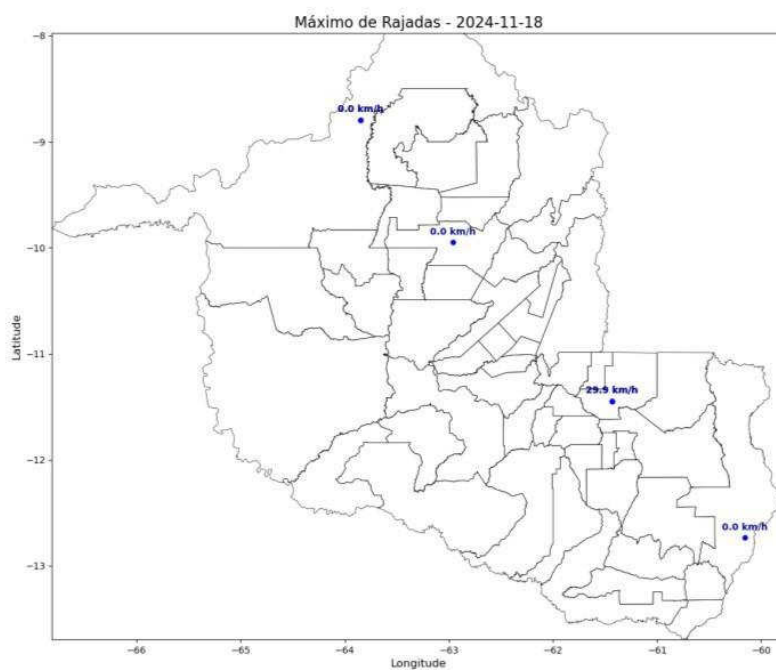 Máximo de Rajadas - 2024-11-18
−8
0.0 km/h
−9
0.0 km/h
−10
Latitude
−11
29.9 km/h
−12
0.0 km/h
−13
−66 −65 −64 −63 −62 −61 −60
Longitude